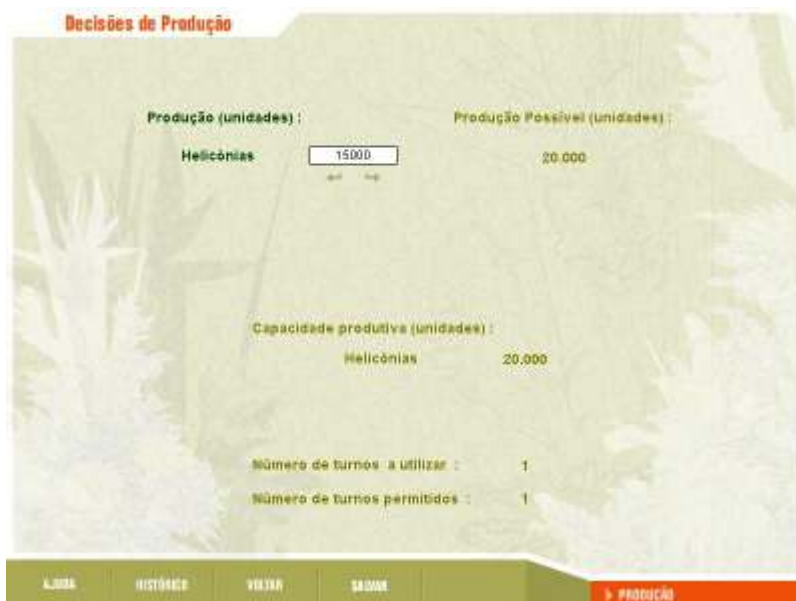 Decisões de Produção
Produção (unidades) :
Produção Possível (unidades) :
Helicônias 15000 20.000
Capacidade produtiva (unidades) :
Helicônias 20.000
Número de turnos a utilizar : 1
Número de turnos permitidos : 1
AJUDA HISTÓRICO VOLTAR SALVAR
PRODUÇÃO